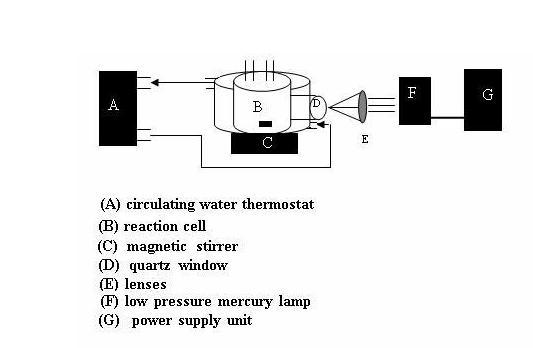 A B C D E F G
(A) circulating water thermostat
(B) reaction cell
(C) magnetic stirrer
(D) quartz window
(E) lenses
(F) low pressure mercury lamp
(G) power supply unit